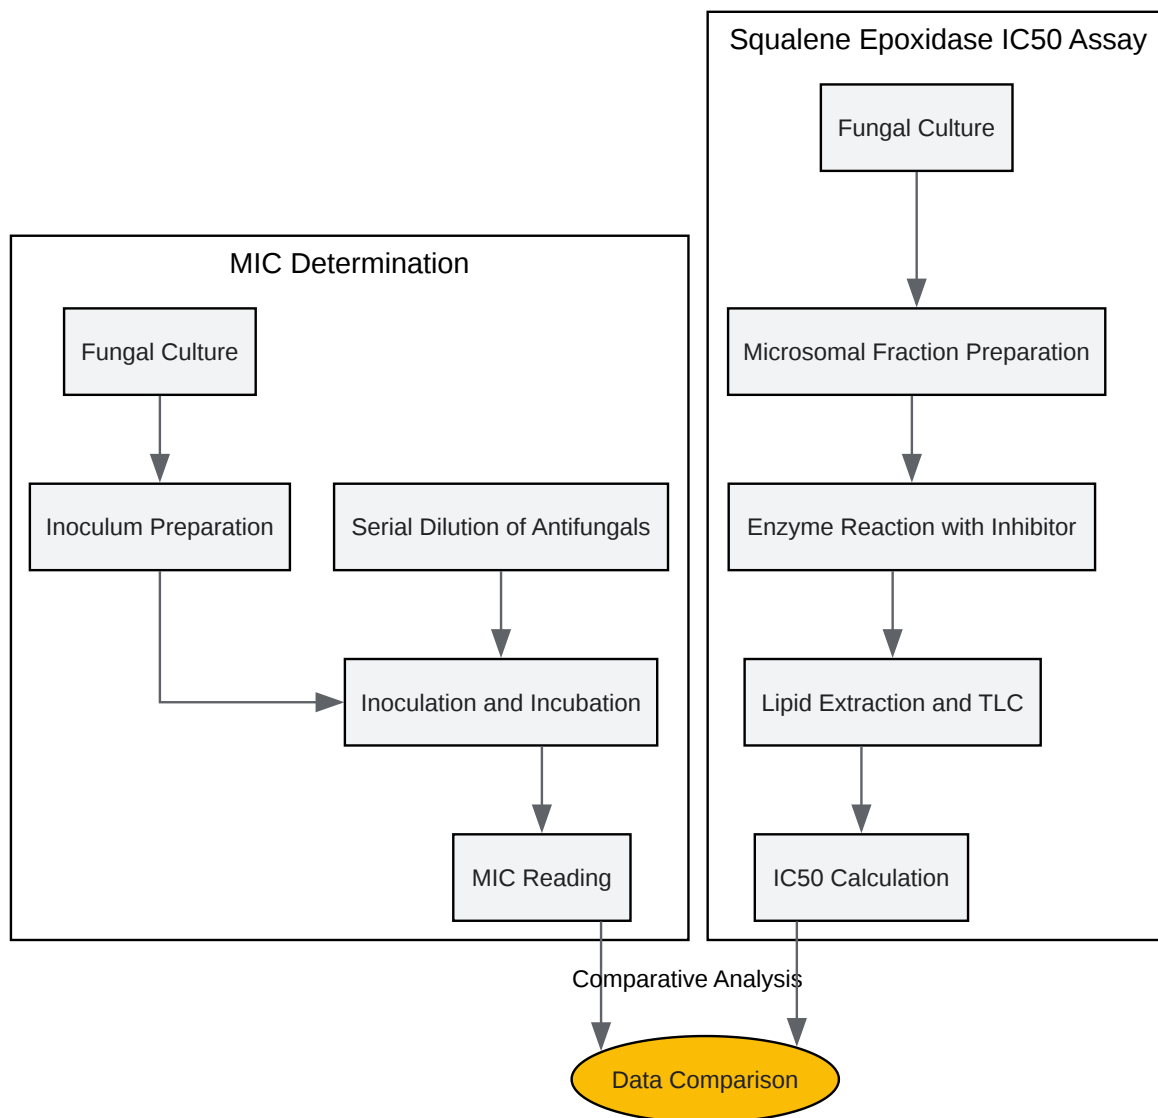 Squalene Epoxidase IC50 Assay
Fungal Culture
MIC Determination
Fungal Culture
Microsomal Fraction Preparation
Inoculum Preparation
Serial Dilution of Antifungals
Enzyme Reaction with Inhibitor
Inoculation and Incubation
Lipid Extraction and TLC
MIC Reading
IC50 Calculation
Comparative Analysis
Data Comparison